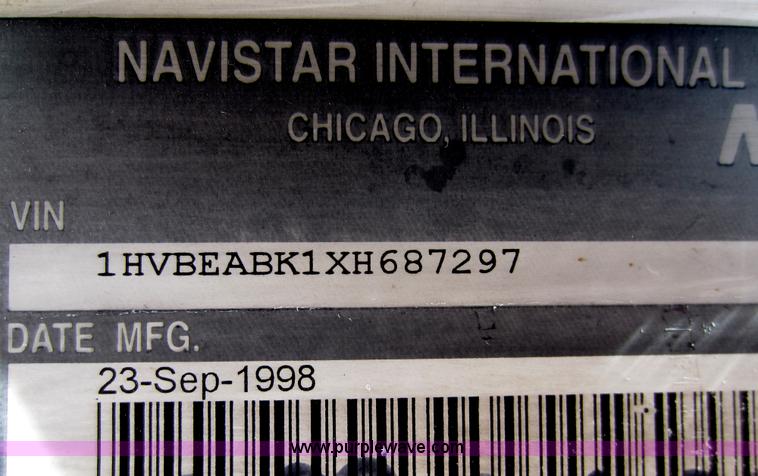 NAVISTAR INTERNATIONAL
CHICAGO, ILLINOIS
VIN
1HVBEABK1XH687297
DATE MFG.
23-Sep-1998
www.purplewave.com